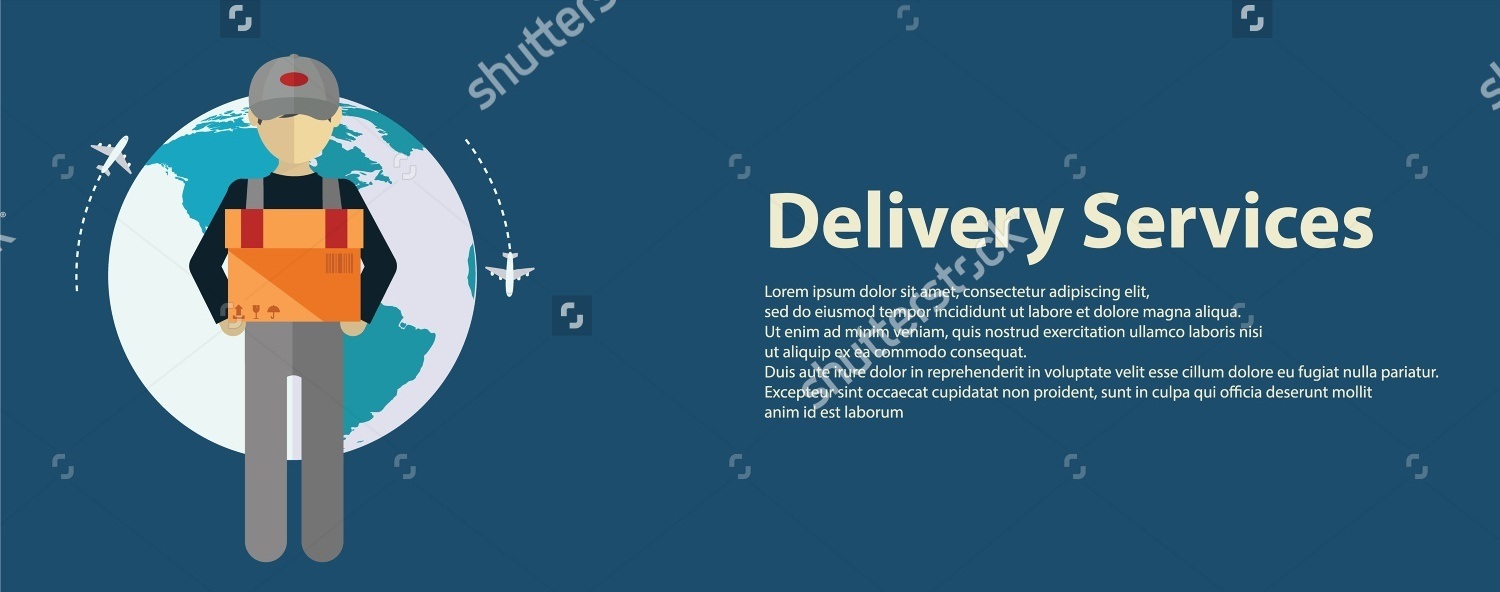 shutterstock
Delivery Services
Lorem ipsum dolor sit amet, consectetur adipiscing elit,
sed do eiusmod tempor incididunt ut labore et dolore magna aliqua.
Ut enim ad minim veniam, quis nostrud exercitation ullamco laboris nisi
ut aliquip ex ea commodo consequat.
Duis aute irure dolor in reprehenderit in voluptate velit esse cillum dolore eu fugiat nulla pariatur.
Excepteur sint occaecat cupidatat non proident, sunt in culpa qui officia deserunt mollit
anim id est laborum
shutterstock